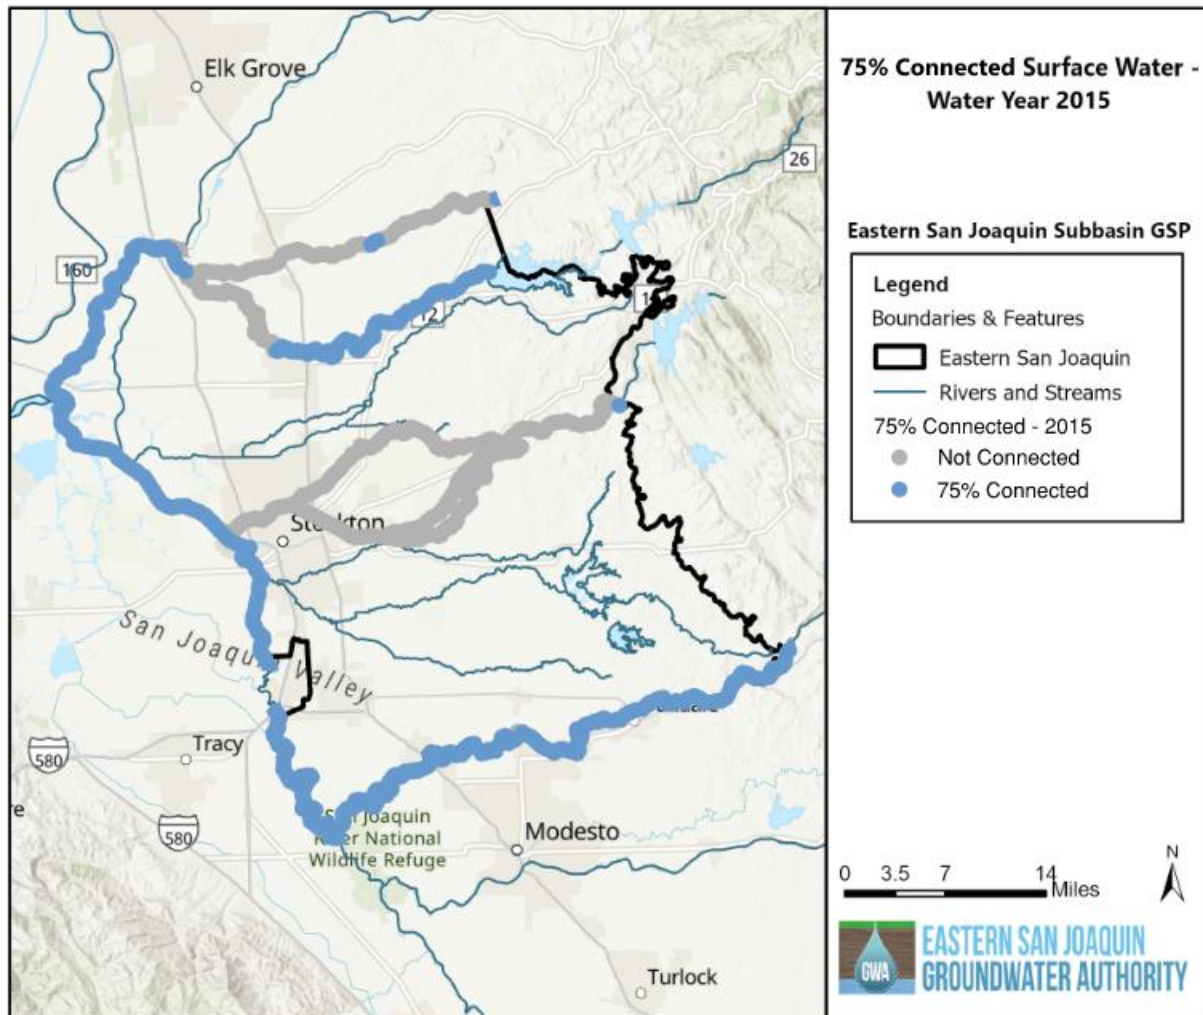 Elk Grove
26
160
12
1
Stockton
San Joaquin Valley
580
Tracy
580
San Joaquin
River National
Wildlife Refuge
Modesto
Turlock
75% Connected Surface Water -
Water Year 2015
Eastern San Joaquin Subbasin GSP
Legend
Boundaries & Features
Eastern San Joaquin
Rivers and Streams
75% Connected - 2015
Not Connected
75% Connected
N
0 3.5 7 14
Miles
GWA
EASTERN SAN JOAQUIN
GROUNDWATER AUTHORITY